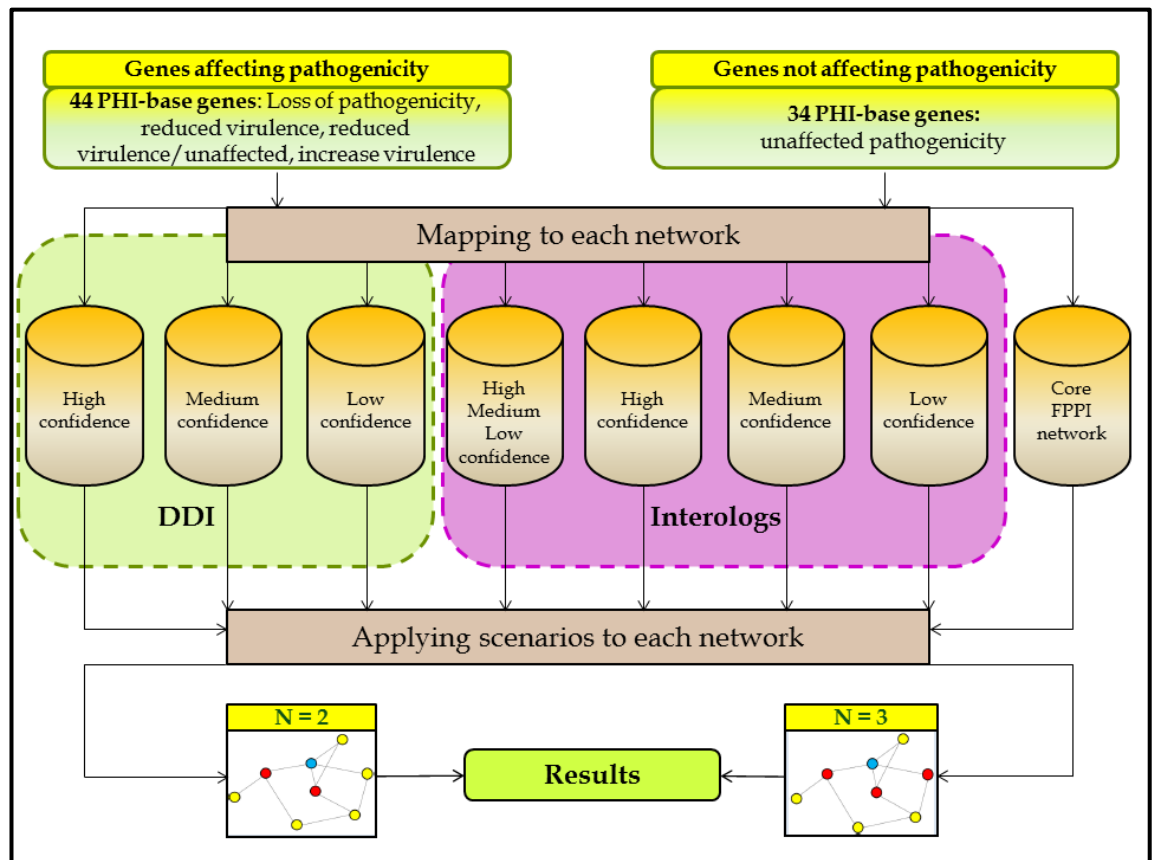 Genes affecting pathogenicity
44 PHI-base genes: Loss of pathogenicity,
reduced virulence, reduced
virulence/unaffected, increase virulence
Genes not affecting pathogenicity
34 PHI-base genes:
unaffected pathogenicity
Mapping to each network
High
confidence
Medium
confidence
Low
confidence
High
Medium
Low
confidence
High
confidence
Medium
confidence
Low
confidence
Core
FPPI
network
DDI
Interologs
Applying scenarios to each network
N = 2
Results
N = 3